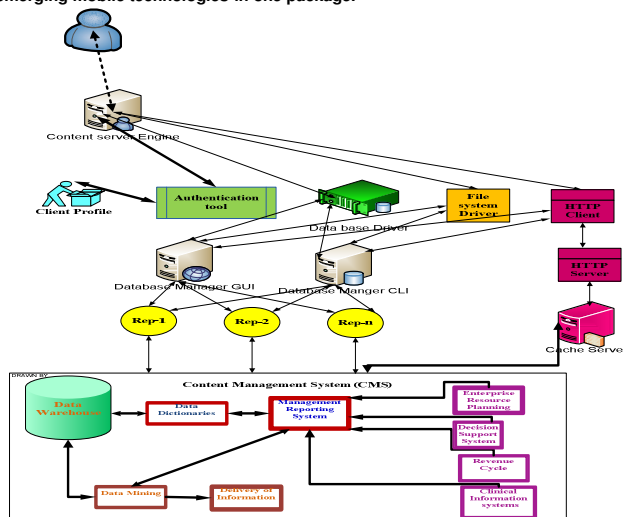 emerging mobile technologies in one package.
Content server Engine
Client Profile
Authentication
tool
Data base Driver
File
system
Driver
HTTP
Client
HTTP
Server
Database Manager GUI
Database Manger CLI
Rep-1
Rep-2
Rep-n
Cache Serve
DRAWN BY
Content Management System (CMS)
Data
Warehouse
Data
Dictionaries
Management
Reporting
System
Enterprise
Resource
Planning
Decision
Support
System
Revenue
Cycle
Clinical
Information
systems
Data Mining
Delivery of
Information